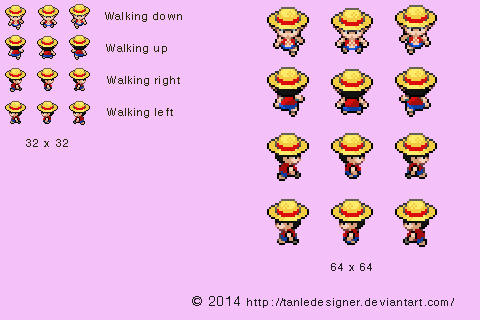 Walking down
Walking up
Walking right
Walking left
32 x 32
64 x 64
© 2014 http://tanledesigner.deviantart.com/